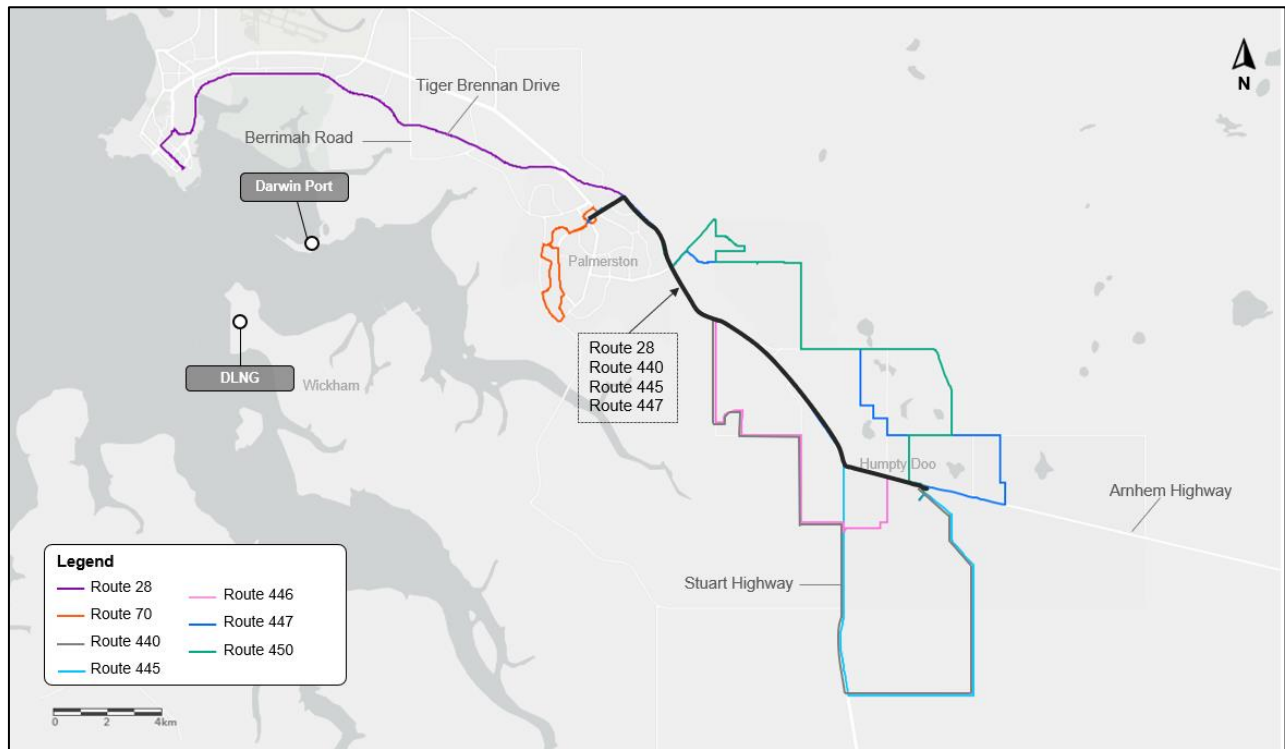 N
Tiger Brennan Drive
Berrimah Road
Darwin Port
Palmerston
Route 28
Route 440
Route 445
Route 447
DLNG
Wickham
Humpty Doo
Arnhem Highway
Stuart Highway
Legend
Route 28
Route 70
Route 440
Route 445
Route 446
Route 447
Route 450
0 2 4km